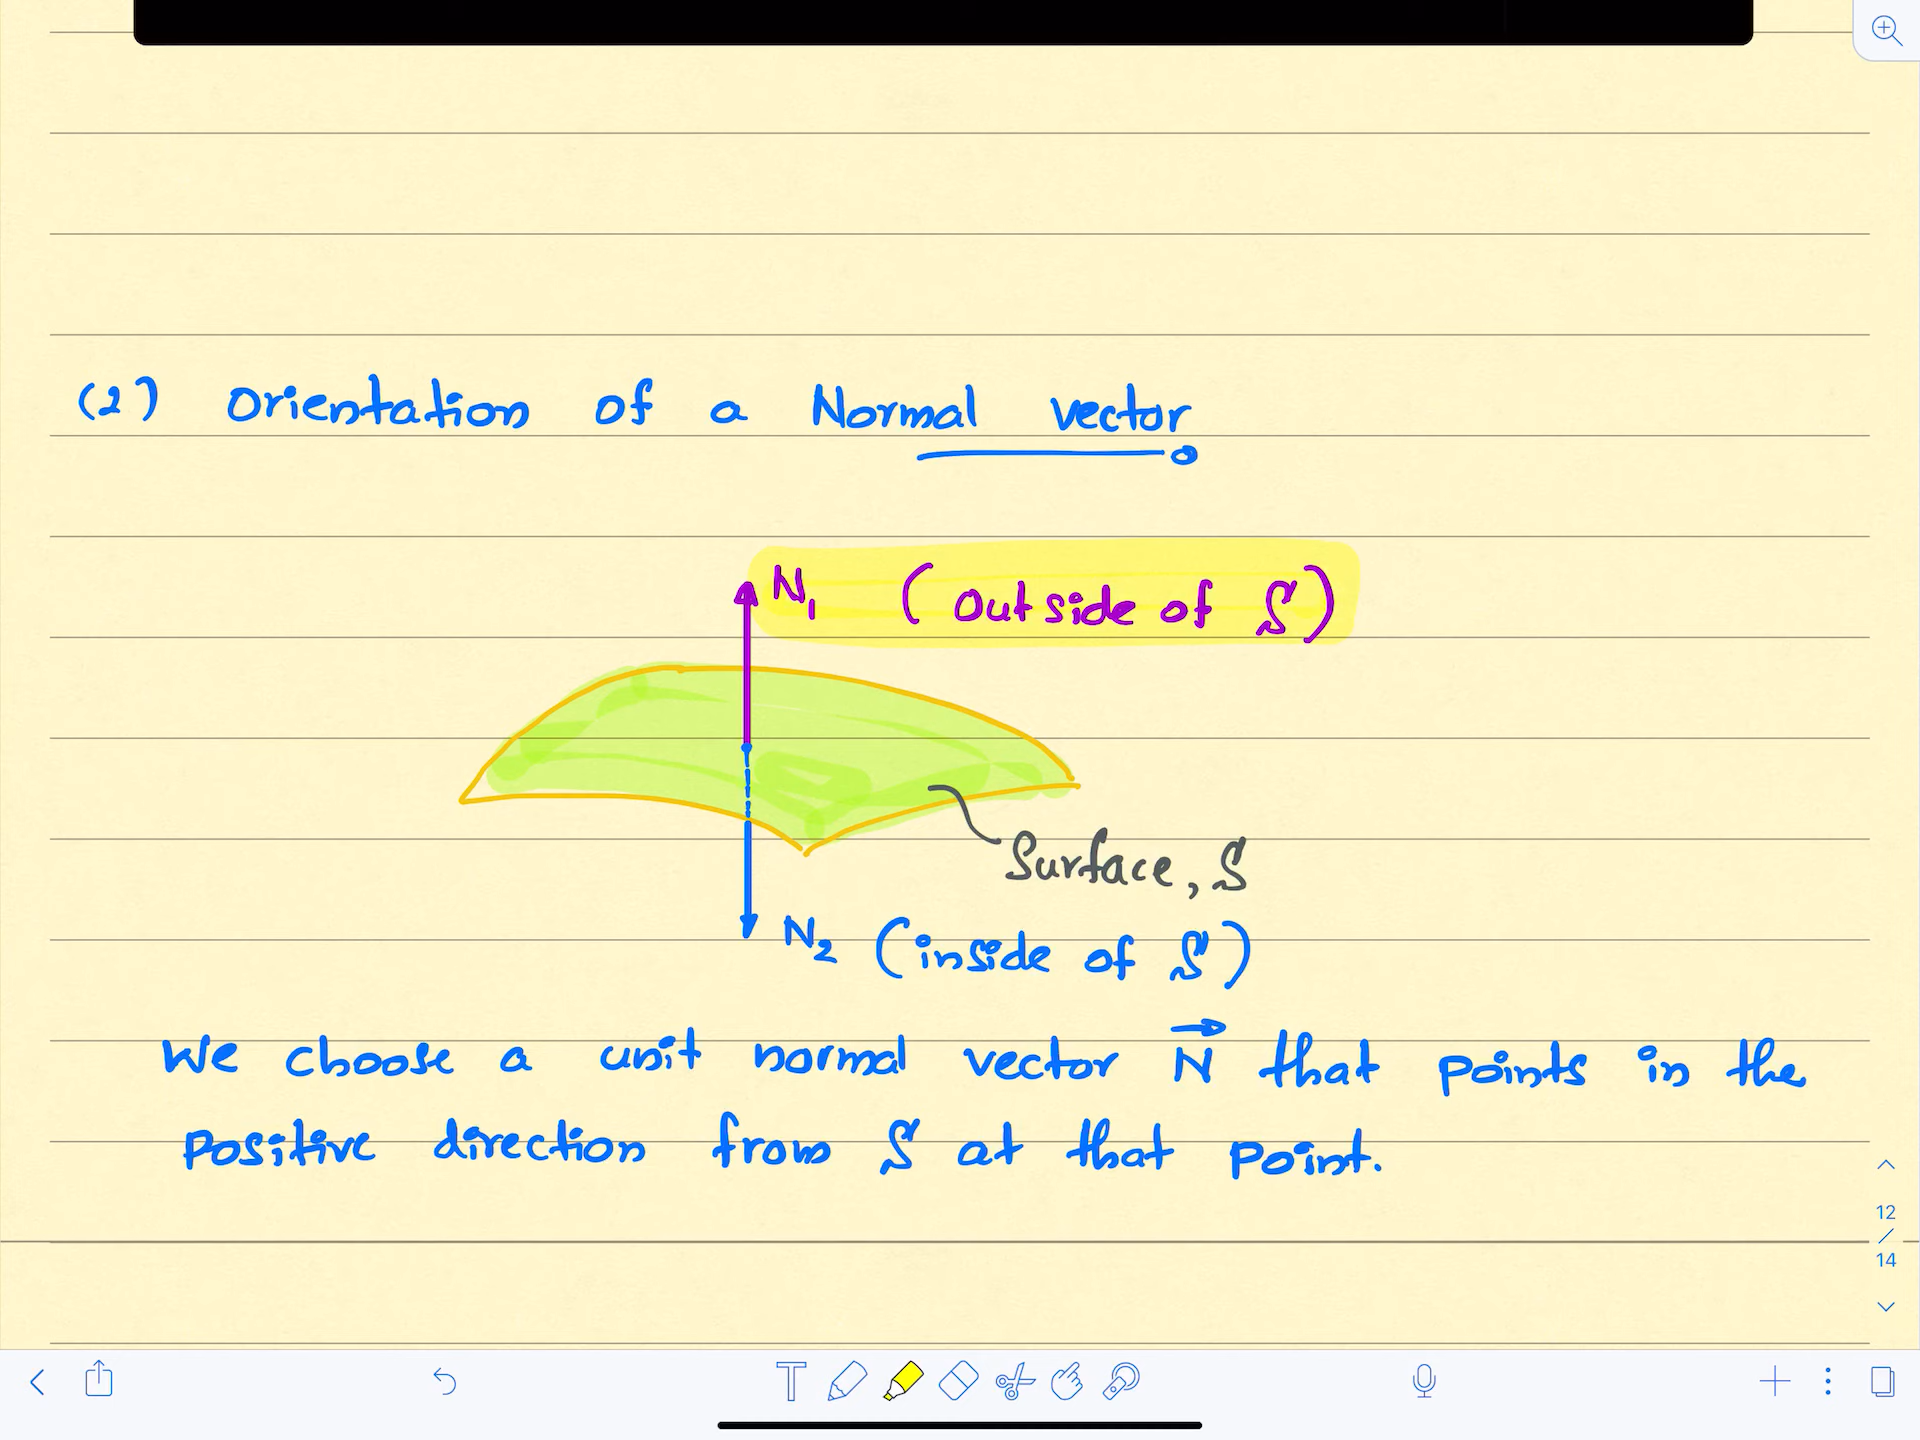 (2) Orientation of a Normal vector
N₁ (Outside of S)
Surface, S
N₂ (inside of S)
We choose a unit normal vector N⃗ that points in the
positive direction from S at that point.
12
/
14
T